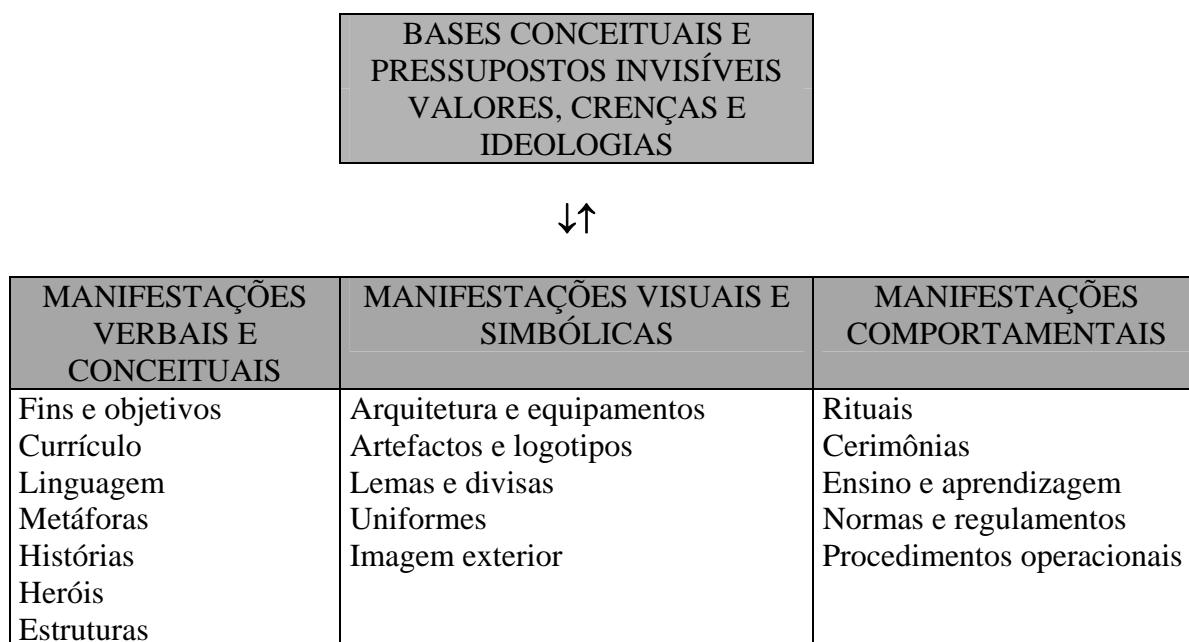 BASES CONCEITUAIS E
PRESSUPOSTOS INVISÍVEIS
VALORES, CRENÇAS E
IDEOLOGIAS
↓↑
MANIFESTAÇÕES
VERBAIS E
CONCEITUAIS
MANIFESTAÇÕES VISUAIS E
SIMBÓLICAS
MANIFESTAÇÕES
COMPORTAMENTAIS
Fins e objetivos
Currículo
Linguagem
Metáforas
Histórias
Heróis
Estruturas
Arquitetura e equipamentos
Artefactos e logotipos
Lemas e divisas
Uniformes
Imagem exterior
Rituais
Cerimônias
Ensino e aprendizagem
Normas e regulamentos
Procedimentos operacionais